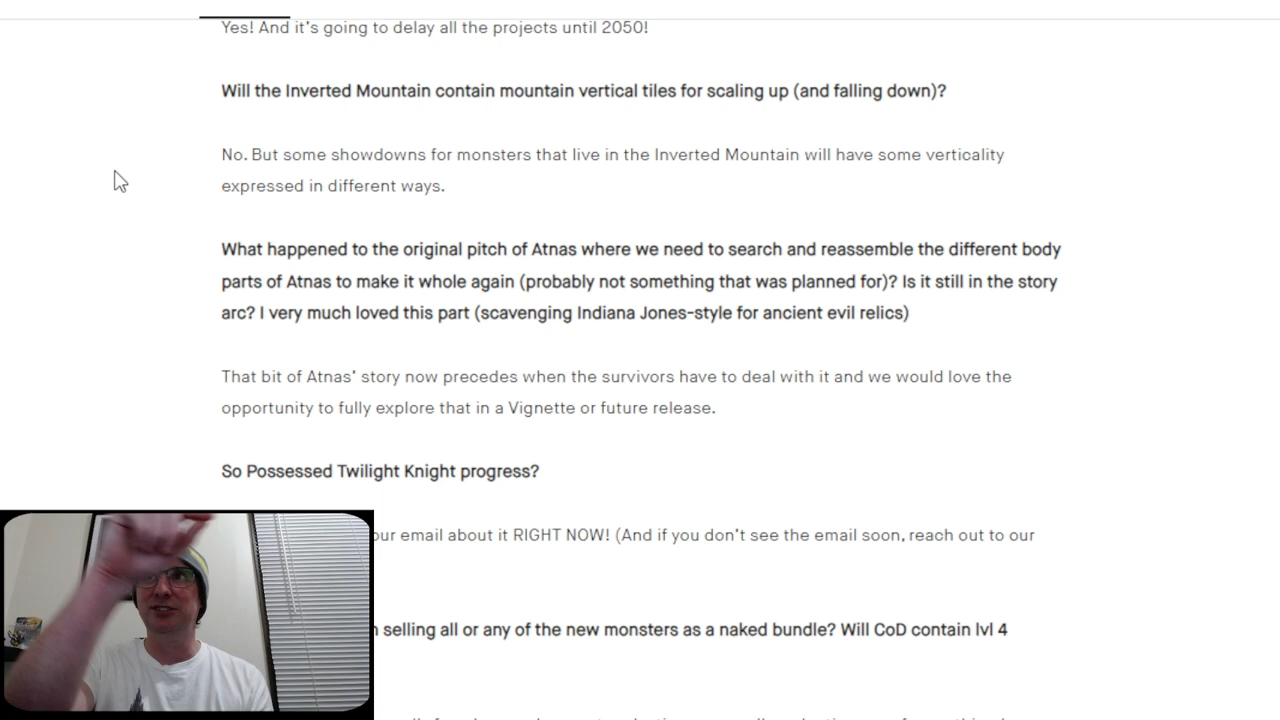 Yes! And it's going to delay all the projects until 2050!
Will the Inverted Mountain contain mountain vertical tiles for scaling up (and falling down)?
No. But some showdowns for monsters that live in the Inverted Mountain will have some verticality
expressed in different ways.
What happened to the original pitch of Atnas where we need to search and reassemble the different body
parts of Atnas to make it whole again (probably not something that was planned for)? Is it still in the story
arc? I very much loved this part (scavenging Indiana Jones-style for ancient evil relics)
That bit of Atnas' story now precedes when the survivors have to deal with it and we would love the
opportunity to fully explore that in a Vignette or future release.
So Possessed Twilight Knight progress?
email about it RIGHT NOW! (And if you don't see the email soon, reach out to our
selling all or any of the new monsters as a naked bundle? Will CoD contain lvl 4